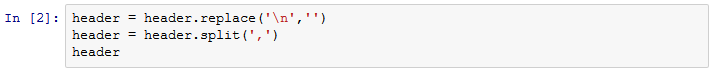 In [2]: header = header.replace('\n','')
header = header.split(',')
header